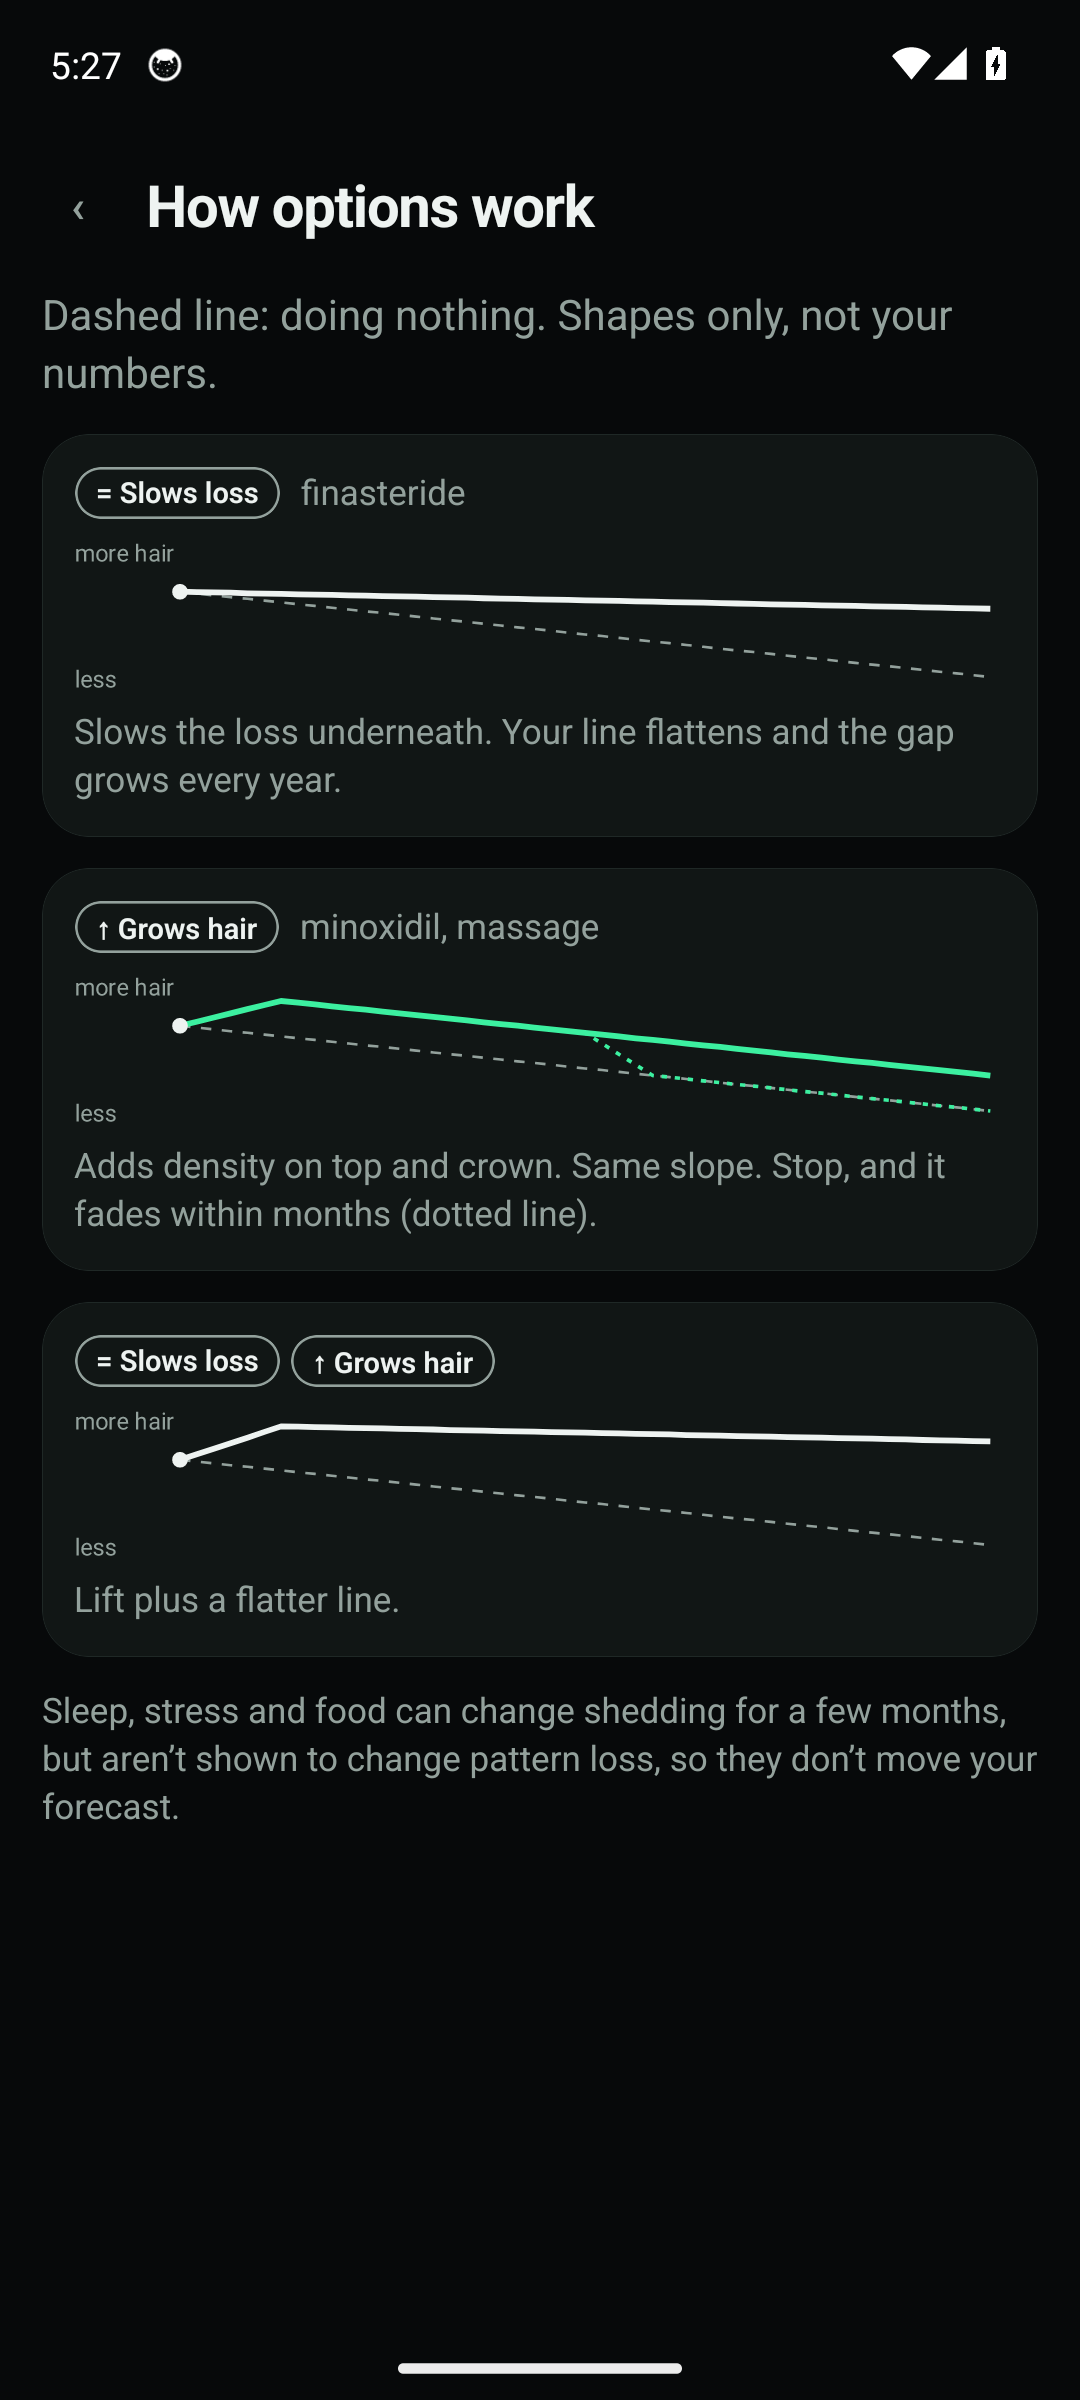 5:27
‹ How options work
Dashed line: doing nothing. Shapes only, not your
numbers.
= Slows loss finasteride
more hair
less
Slows the loss underneath. Your line flattens and the gap
grows every year.
↑ Grows hair minoxidil, massage
more hair
less
Adds density on top and crown. Same slope. Stop, and it
fades within months (dotted line).
= Slows loss ↑ Grows hair
more hair
less
Lift plus a flatter line.
Sleep, stress and food can change shedding for a few months,
but aren’t shown to change pattern loss, so they don’t move your
forecast.